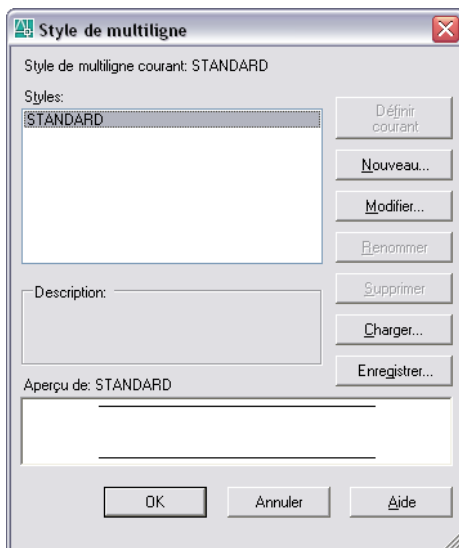 Style de multiligne
Style de multiligne courant: STANDARD
Styles:
STANDARD
Définir
courant
Nouveau...
Modifier...
Renommer
Supprimer
Charger...
Enregistrer...
Description:
Aperçu de: STANDARD
OK
Annuler
Aide